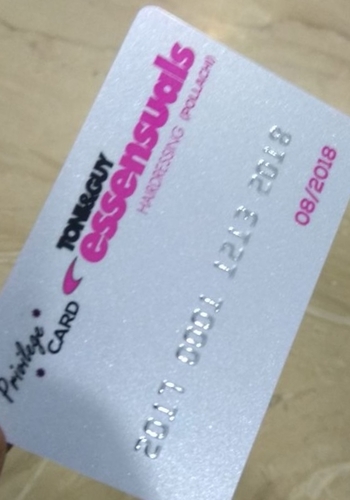 TONI&GUY
essensuals
HAIRDRESSING (POLLACHI)
Privilege
CARD
2017 0001 1213 2018
08/2018